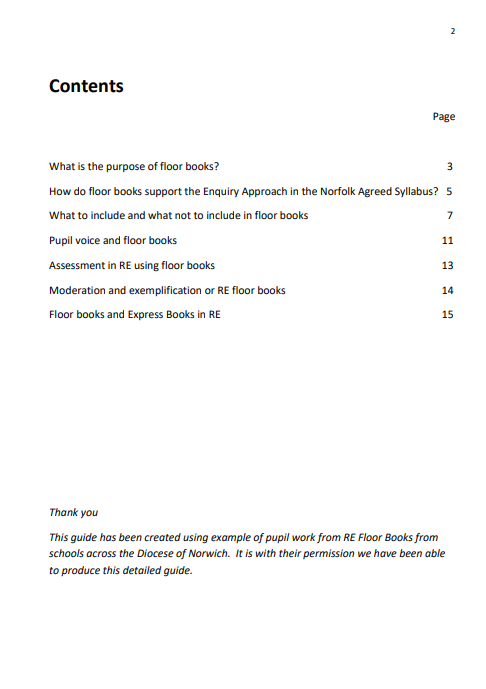 2
Contents
Page
What is the purpose of floor books? 3
How do floor books support the Enquiry Approach in the Norfolk Agreed Syllabus? 5
What to include and what not to include in floor books 7
Pupil voice and floor books 11
Assessment in RE using floor books 13
Moderation and exemplification or RE floor books 14
Floor books and Express Books in RE 15
Thank you
This guide has been created using example of pupil work from RE Floor Books from
schools across the Diocese of Norwich. It is with their permission we have been able
to produce this detailed guide.